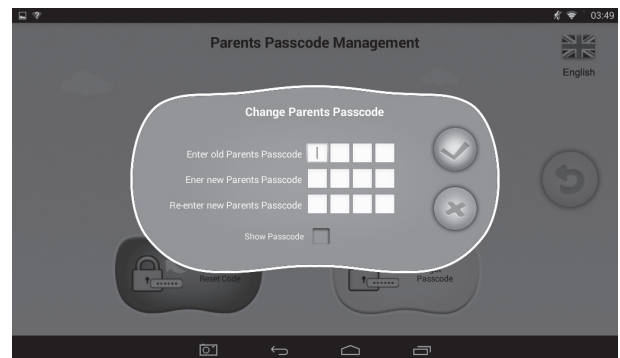 03:49
Parents Passcode Management
English
Change Parents Passcode
Enter old Parents Passcode
Ener new Parents Passcode
Re-enter new Parents Passcode
Show Passcode
Reset Code
Passcode